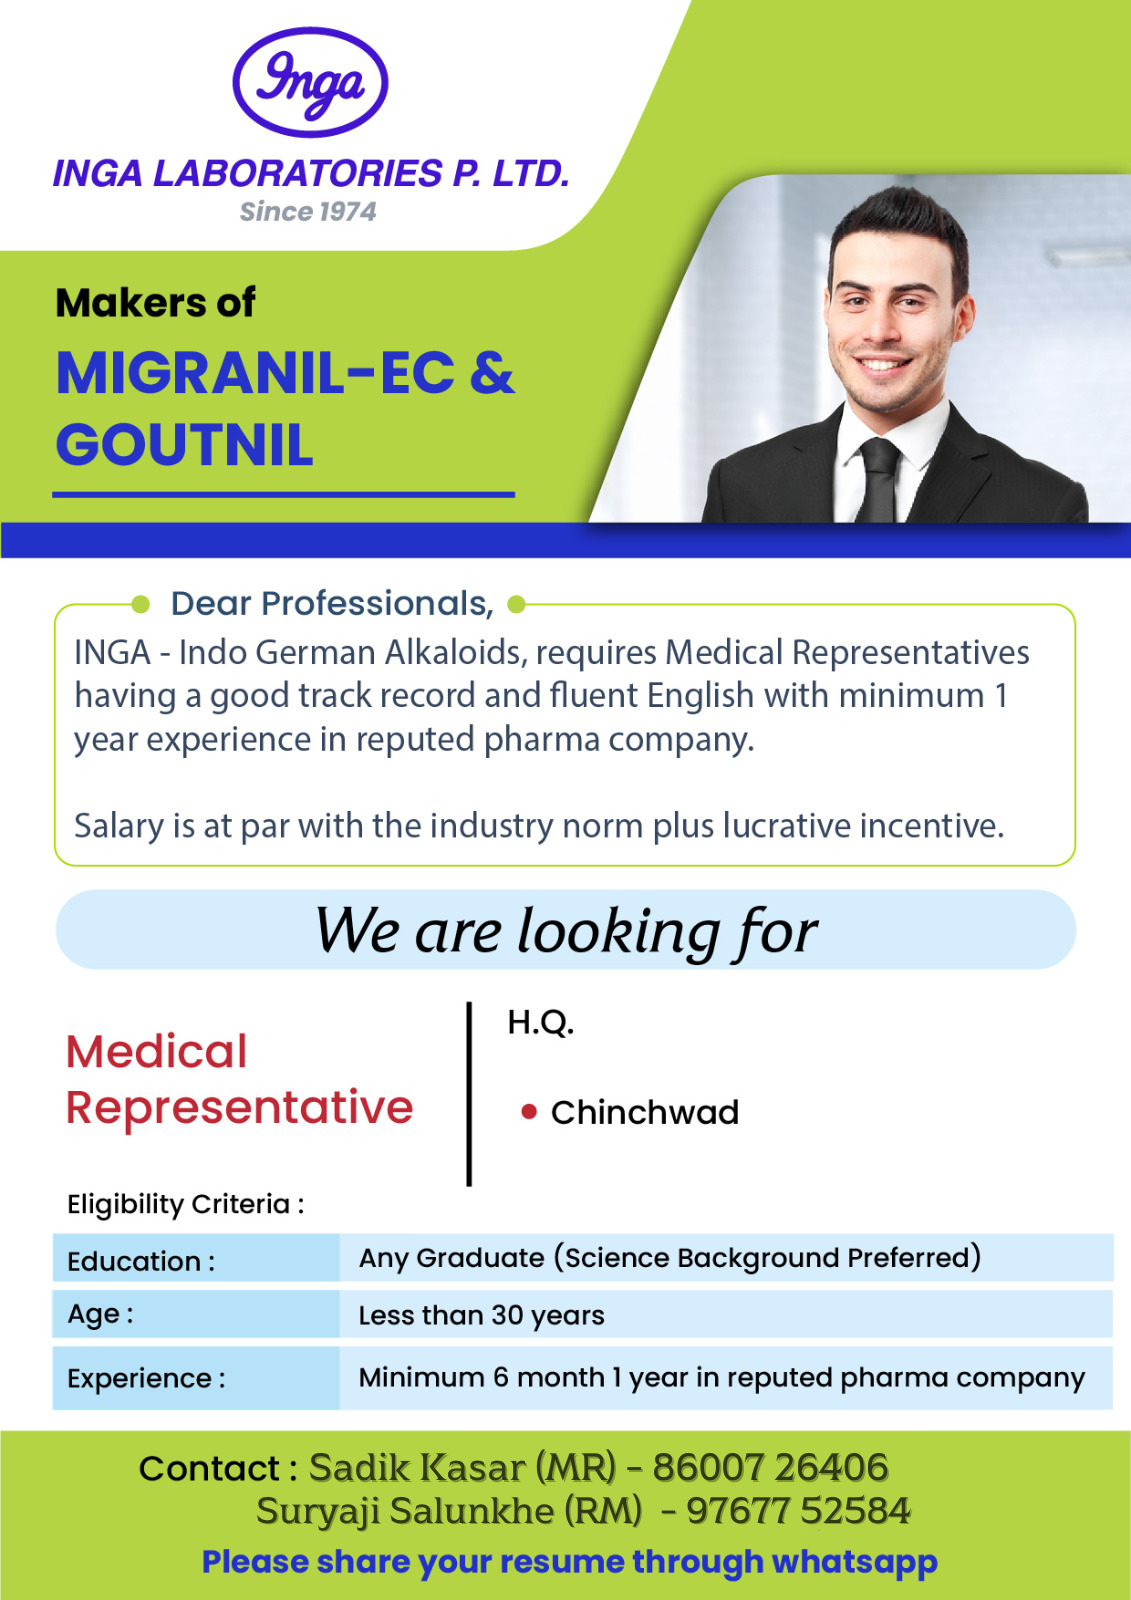 Inga
INGA LABORATORIES P. LTD.
Since 1974
Makers of
MIGRANIL-EC &
GOUTNIL
Dear Professionals,
INGA - Indo German Alkaloids, requires Medical Representatives
having a good track record and fluent English with minimum 1
year experience in reputed pharma company.
Salary is at par with the industry norm plus lucrative incentive.
We are looking for
Medical
Representative
H.Q.
• Chinchwad
Eligibility Criteria :
Education : Any Graduate (Science Background Preferred)
Age : Less than 30 years
Experience : Minimum 6 month 1 year in reputed pharma company
Contact : Sadik Kasar (MR) - 86007 26406
Suryaji Salunkhe (RM) - 97677 52584
Please share your resume through whatsapp